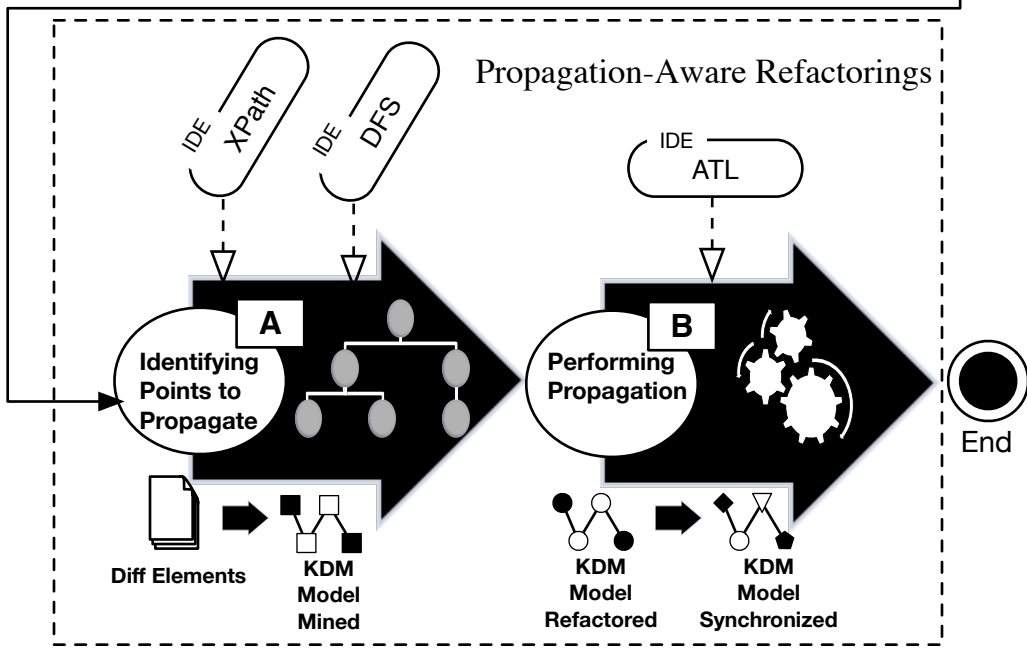 Propagation-Aware Refactorings
IDE
XPath
IDE
DFS
IDE
ATL
A
Identifying
Points to
Propagate
B
Performing
Propagation
End
Diff Elements
KDM
Model
Mined
KDM
Model
Refactored
KDM
Model
Synchronized